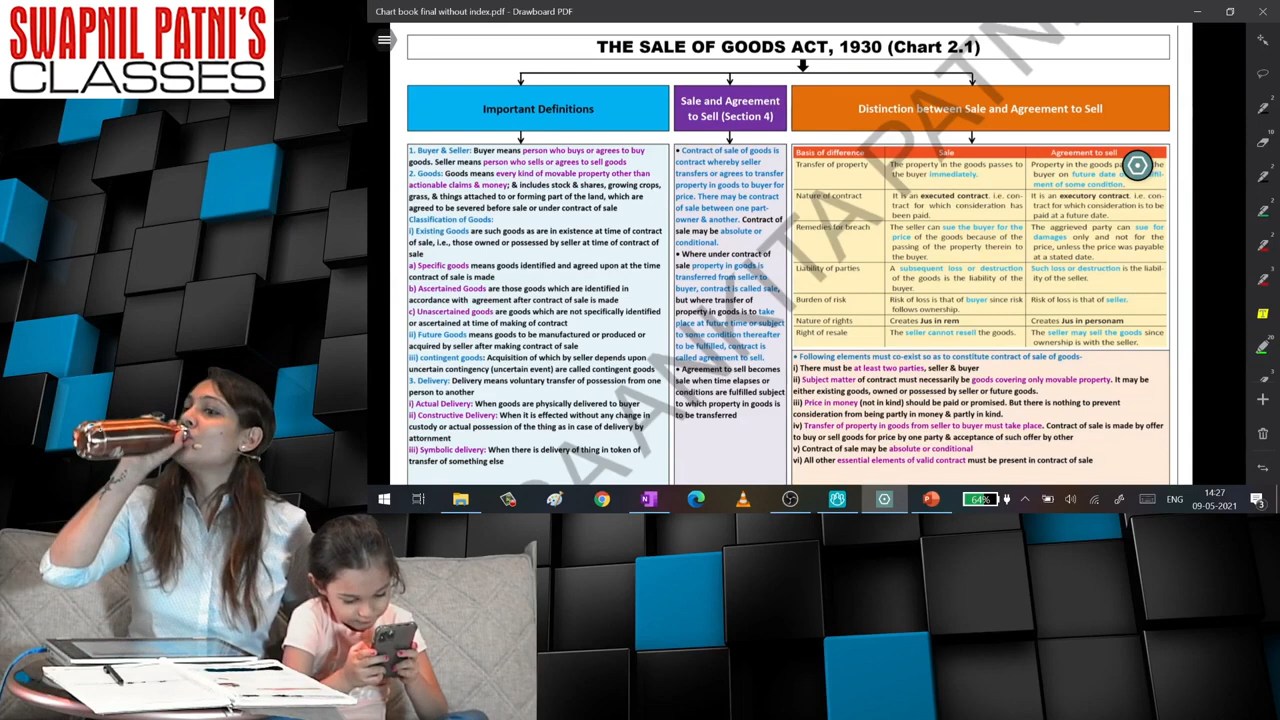 SWAPNIL PATNI'S
CLASSES
Chart book final without index.pdf - Drawboard PDF
THE SALE OF GOODS ACT, 1930 (Chart 2.1)
Important Definitions
1. Buyer & Seller: Buyer means person who buys or agrees to buy
goods. Seller means person who sells or agrees to sell goods
2. Goods: Goods means every kind of movable property other than
actionable claims & money; & includes stock & shares, growing crops,
grass, & things attached to or forming part of the land, which are
agreed to be severed before sale or under contract of sale
Classification of Goods:
i) Existing Goods are such goods as are in existence at time of contract
of sale, i.e., those owned or possessed by seller at time of contract of
sale
a) Specific goods means goods identified and agreed upon at the time
contract of sale is made
b) Ascertained Goods are those goods which are identified in
accordance with agreement after contract of sale is made
c) Unascertained goods are goods which are not specifically identified
or ascertained at time of making of contract
ii) Future Goods means goods to be manufactured or produced or
acquired by seller after making contract of sale
iii) contingent goods: Acquisition of which by seller depends upon
uncertain contingency (uncertain event) are called contingent goods
3. Delivery: Delivery means voluntary transfer of possession from one
person to another
i) Actual Delivery: When goods are physically delivered to buyer
ii) Constructive Delivery: When it is effected without any change in
custody or actual possession of the thing as in case of delivery by
attornment
iii) Symbolic delivery: When there is delivery of thing in token of
transfer of something else
Sale and Agreement
to Sell (Section 4)
• Contract of sale of goods is
contract whereby seller
transfers or agrees to transfer
property in goods to buyer for
price. There may be contract
of sale between one part-
owner & another. Contract of
sale may be absolute or
conditional.
• Where under contract of
sale property in goods is
transferred from seller to
buyer, contract is called sale,
but where transfer of
property in goods is to take
place at future time or subject
to some condition thereafter
to be fulfilled, contract is
called agreement to sell.
• Agreement to sell becomes
sale when time elapses or
conditions are fulfilled subject
to which property in goods is
to be transferred
Distinction between Sale and Agreement to Sell
Basis of difference Sale Agreement to sell
Transfer of property The property in the goods passes to the buyer immediately. Property in the goods the buyer on future date ment of some condition.
Nature of contract It is an executed contract. i.e. con- tract for which consideration has been paid. It is an executory contract. i.e. con- tract for which consideration is to be paid at a future date.
Remedies for breach The seller can sue the buyer for the price of the goods because of the passing of the property therein to the buyer. The aggrieved party can sue for damages only and not for the price, unless the price was payable at a stated date.
Liability of parties A subsequent loss or destruction of the goods is the liability of the buyer. Such loss or destruction is the liabil- ity of the seller.
Burden of risk Risk of loss is that of buyer since risk follows ownership. Risk of loss is that of seller.
Nature of rights Creates Jus in rem Creates Jus in personam
Right of resale The seller cannot resell the goods. The seller may sell the goods since ownership is with the seller.
• Following elements must co-exist so as to constitute contract of sale of goods-
i) There must be at least two parties, seller & buyer
ii) Subject matter of contract must necessarily be goods covering only movable property. It may be
either existing goods, owned or possessed by seller or future goods.
iii) Price in money (not in kind) should be paid or promised. But there is nothing to prevent
consideration from being partly in money & partly in kind.
iv) Transfer of property in goods from seller to buyer must take place. Contract of sale is made by offer
to buy or sell goods for price by one party & acceptance of such offer by other
v) Contract of sale may be absolute or conditional
vi) All other essential elements of valid contract must be present in contract of sale
64%
ENG
14:27
09-05-2021